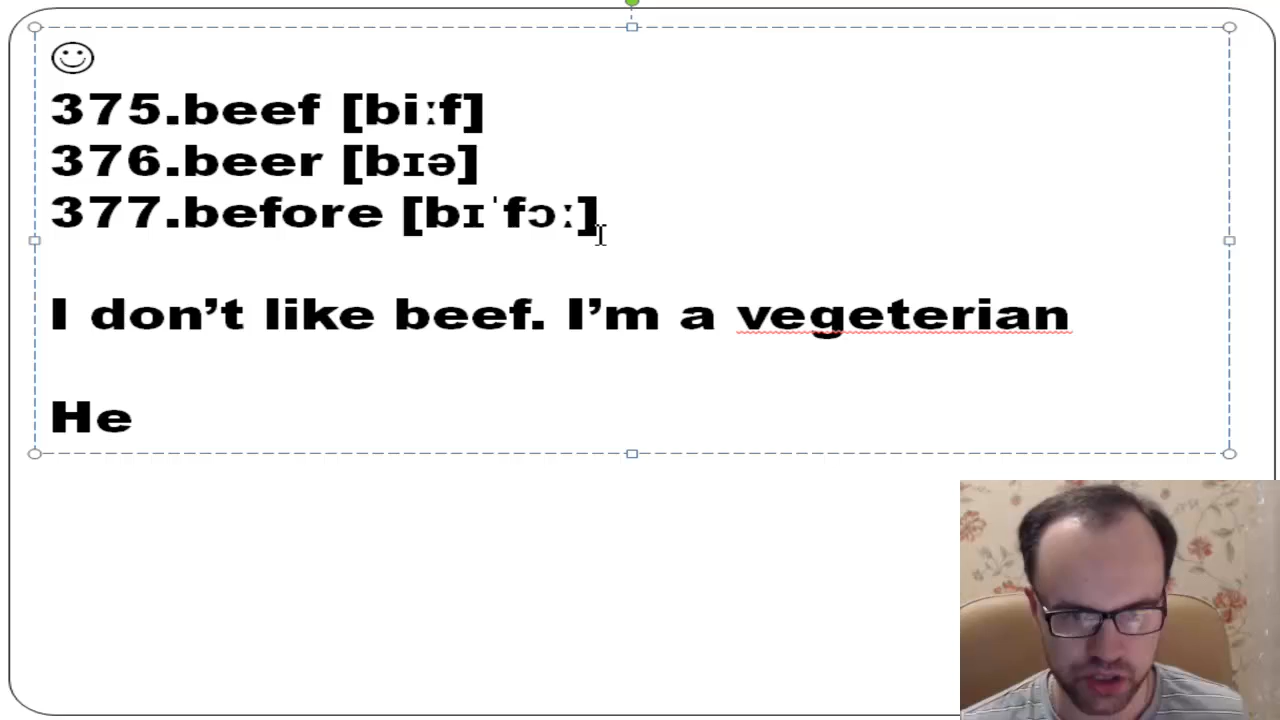 375.beef [biːf]
376.beer [bɪə]
377.before [bɪˈfɔː]
I don’t like beef. I’m a vegeterian
He